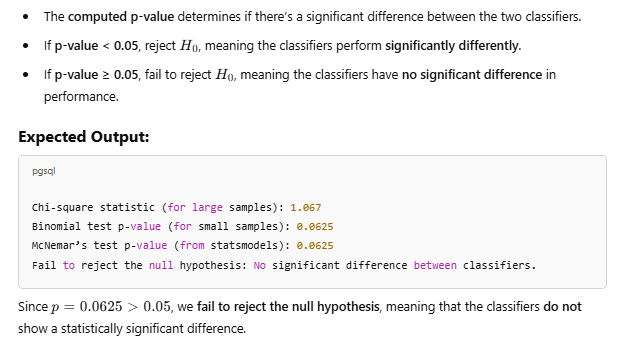 • The computed p-value determines if there's a significant difference between the two classifiers.
• If p-value < 0.05, reject H₀, meaning the classifiers perform significantly differently.
• If p-value ≥ 0.05, fail to reject H₀, meaning the classifiers have no significant difference in
performance.
Expected Output:
pgsql
Chi-square statistic (for large samples): 1.067
Binomial test p-value (for small samples): 0.0625
McNemar’s test p-value (from statsmodels): 0.0625
Fail to reject the null hypothesis: No significant difference between classifiers.
Since p = 0.0625 > 0.05, we fail to reject the null hypothesis, meaning that the classifiers do not
show a statistically significant difference.